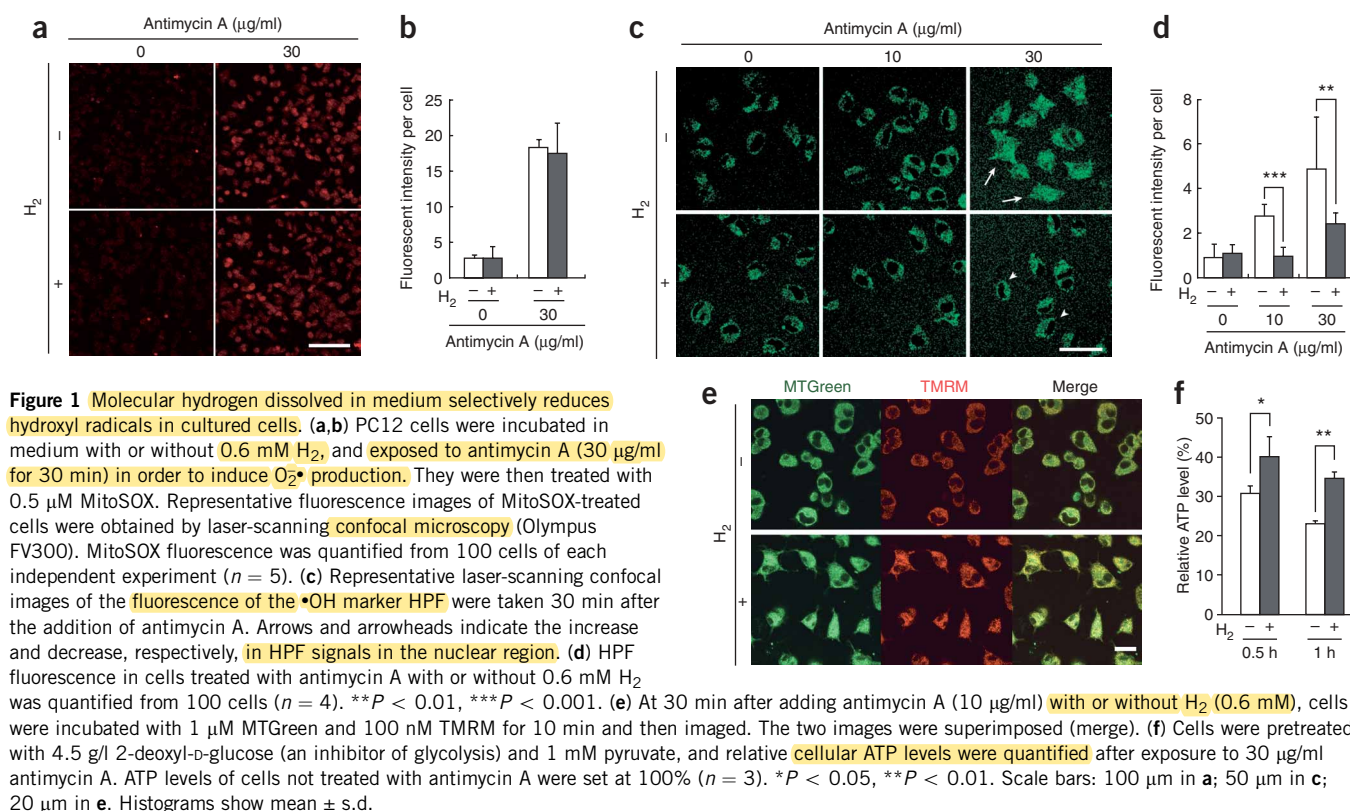 a
Antimycin A (μg/ml)
0 30
H2
–
+
b
Fluorescent intensity per cell
25
20
15
10
5
0
H2 – + – +
0 30
Antimycin A (μg/ml)
c
Antimycin A (μg/ml)
0 10 30
H2
–
+
d
Fluorescent intensity per cell
8
6
4
2
0
***
**
H2 – + – + – +
0 10 30
Antimycin A (μg/ml)
Figure 1 Molecular hydrogen dissolved in medium selectively reduces
hydroxyl radicals in cultured cells. (a,b) PC12 cells were incubated in
medium with or without 0.6 mM H2, and exposed to antimycin A (30 μg/ml
for 30 min) in order to induce O2−• production. They were then treated with
0.5 μM MitoSOX. Representative fluorescence images of MitoSOX-treated
cells were obtained by laser-scanning confocal microscopy (Olympus
FV300). MitoSOX fluorescence was quantified from 100 cells of each
independent experiment (n = 5). (c) Representative laser-scanning confocal
images of the fluorescence of the •OH marker HPF were taken 30 min after
the addition of antimycin A. Arrows and arrowheads indicate the increase
and decrease, respectively, in HPF signals in the nuclear region. (d) HPF
fluorescence in cells treated with antimycin A with or without 0.6 mM H2
was quantified from 100 cells (n = 4). **P < 0.01, ***P < 0.001. (e) At 30 min after adding antimycin A (10 μg/ml) with or without H2 (0.6 mM), cells
were incubated with 1 μM MTGreen and 100 nM TMRM for 10 min and then imaged. The two images were superimposed (merge). (f) Cells were pretreated
with 4.5 g/l 2-deoxy-D-glucose (an inhibitor of glycolysis) and 1 mM pyruvate, and relative cellular ATP levels were quantified after exposure to 30 μg/ml
antimycin A. ATP levels of cells not treated with antimycin A were set at 100% (n = 3). *P < 0.05, **P < 0.01. Scale bars: 100 μm in a; 50 μm in c;
20 μm in e. Histograms show mean ± s.d.
e
MTGreen TMRM Merge
H2
–
+
f
Relative ATP level (%)
50
40
30
20
10
0
*
**
H2 – + – +
0.5 h 1 h